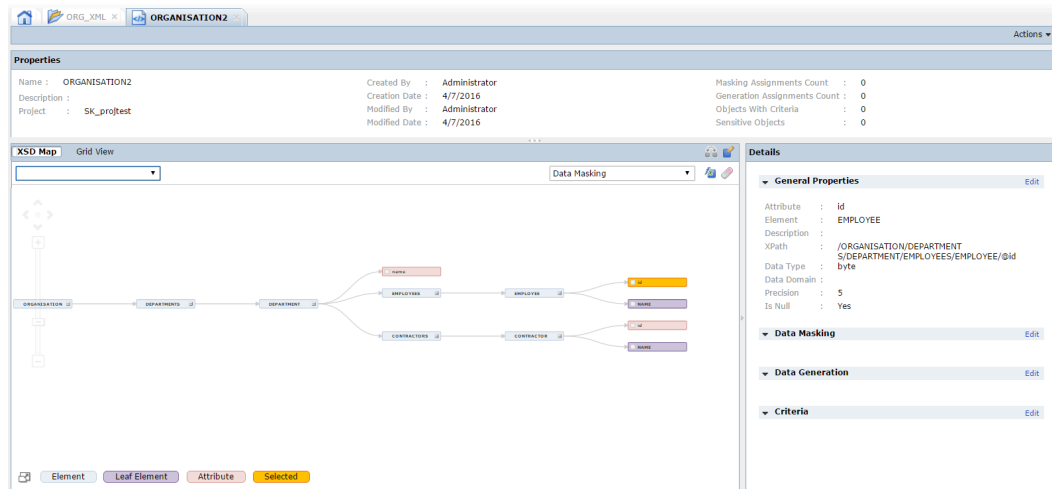 ORG_XML × ORGANISATION2
Actions
Properties
Name : ORGANISATION2
Description :
Project : SK_projtest
Created By : Administrator
Creation Date : 4/7/2016
Modified By : Administrator
Modified Date : 4/7/2016
Masking Assignments Count : 0
Generation Assignments Count : 0
Objects With Criteria : 0
Sensitive Objects : 0
XSD Map Grid View
Data Masking
name
id
EMPLOYEES EMPLOYEE
ORGANISATION DEPARTMENTS DEPARTMENT
NAME
id
CONTRACTORS CONTRACTOR
NAME
Element Leaf Element Attribute Selected
Details
General Properties Edit
Attribute : id
Element : EMPLOYEE
Description :
XPath : /ORGANISATION/DEPARTMENT
S/DEPARTMENT/EMPLOYEES/EMPLOYEE/@id
Data Type : byte
Data Domain :
Precision : 5
Is Null : Yes
Data Masking Edit
Data Generation Edit
Criteria Edit